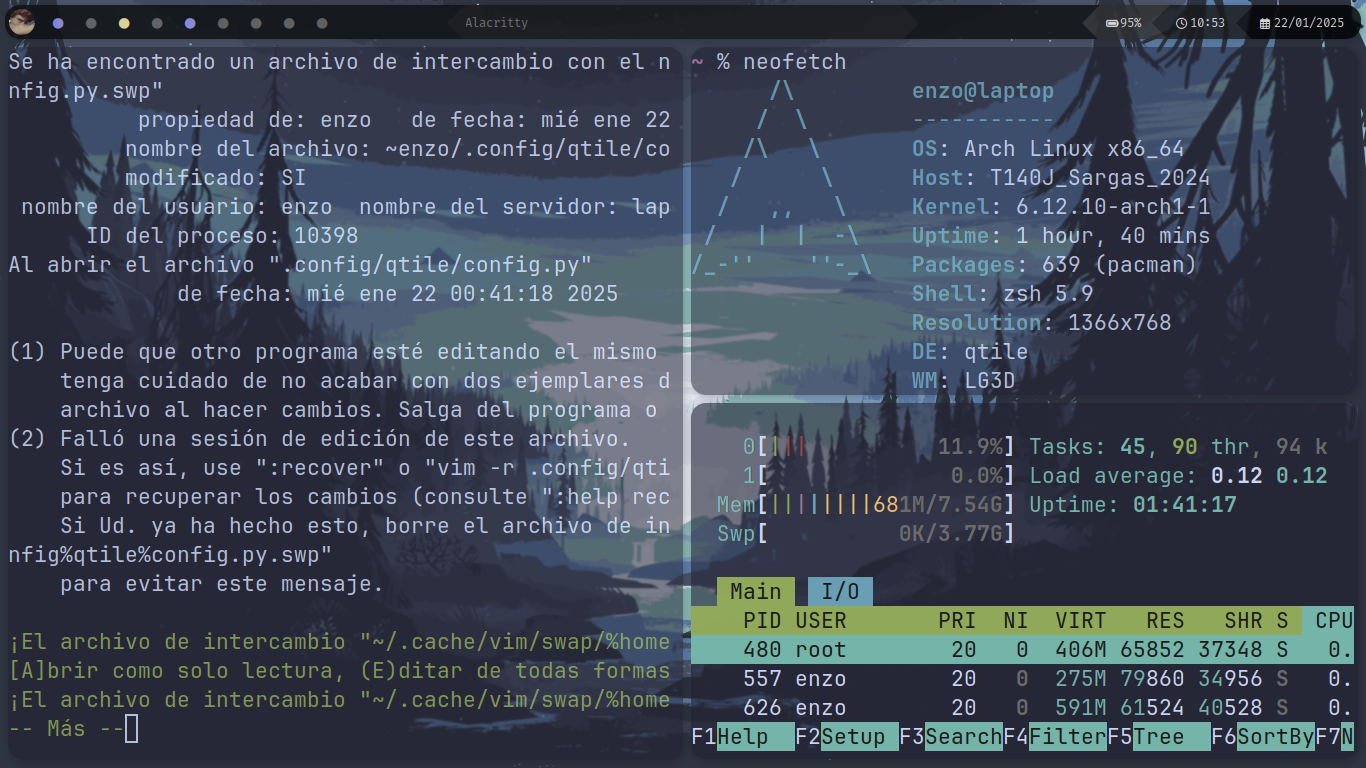 Alacritty
95%
10:53
22/01/2025
Se ha encontrado un archivo de intercambio con el n
nfig.py.swp"
propiedad de: enzo   de fecha: mié ene 22
nombre del archivo: ~enzo/.config/qtile/co
modificado: SI
nombre del usuario: enzo  nombre del servidor: lap
ID del proceso: 10398
Al abrir el archivo ".config/qtile/config.py"
de fecha: mié ene 22 00:41:18 2025
(1) Puede que otro programa esté editando el mismo
tenga cuidado de no acabar con dos ejemplares d
archivo al hacer cambios. Salga del programa o
(2) Falló una sesión de edición de este archivo.
Si es así, use ":recover" o "vim -r .config/qti
para recuperar los cambios (consulte ":help rec
Si Ud. ya ha hecho esto, borre el archivo de in
nfig%qtile%config.py.swp"
para evitar este mensaje.
¡El archivo de intercambio "~/.cache/vim/swap/%home
[A]brir como solo lectura, (E)ditar de todas formas
¡El archivo de intercambio "~/.cache/vim/swap/%home
-- Más --
~ % neofetch
enzo@laptop
-----------
OS: Arch Linux x86_64
Host: T140J_Sargas_2024
Kernel: 6.12.10-arch1-1
Uptime: 1 hour, 40 mins
Packages: 639 (pacman)
Shell: zsh 5.9
Resolution: 1366x768
DE: qtile
WM: LG3D
0[||| 11.9%] Tasks: 45, 90 thr, 94 k
1[ 0.0%] Load average: 0.12 0.12
Mem[||||||||681M/7.54G] Uptime: 01:41:17
Swp[ 0K/3.77G]
Main I/O
PID USER PRI NI VIRT RES SHR S CPU
480 root 20 0 406M 65852 37348 S 0.
557 enzo 20 0 275M 79860 34956 S 0.
626 enzo 20 0 591M 61524 40528 S 0.
F1Help F2Setup F3SearchF4FilterF5Tree F6SortByF7N